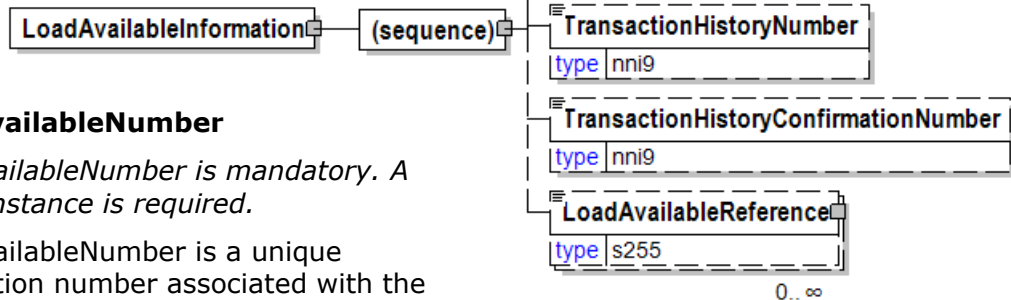 LoadAvailableInformation
(sequence)
TransactionHistoryNumber
type nni9
TransactionHistoryConfirmationNumber
type nni9
LoadAvailableReference
type s255
0..∞
vailableNumber
ailableNumber is mandatory. A
nstance is required.
ailableNumber is a unique
tion number associated with the